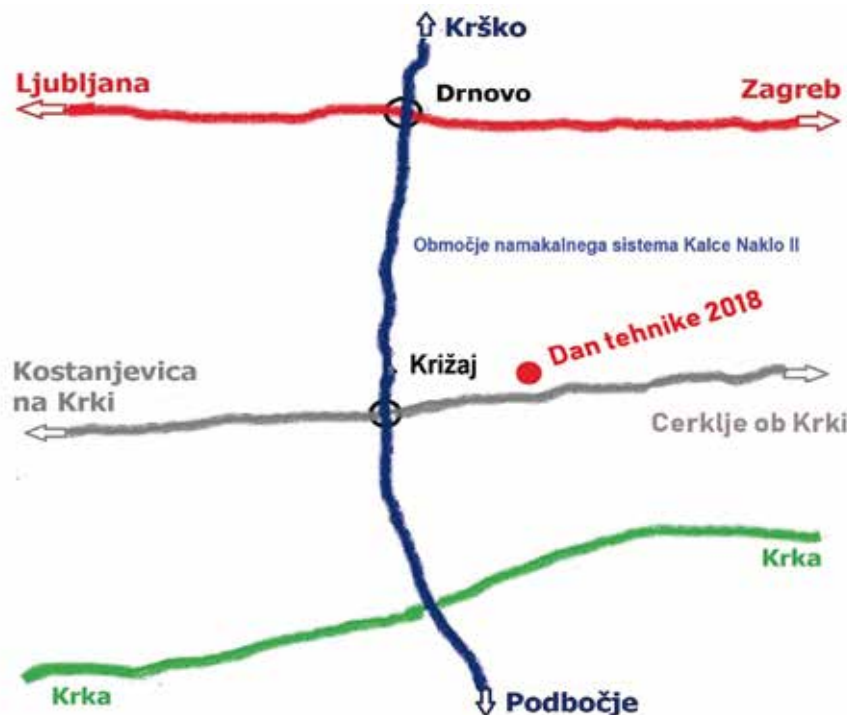 Krško
Ljubljana
Drnovo
Zagreb
Območje namakalnega sistema Kalce Naklo II
Dan tehnike 2018
Križaj
Kostanjevica
na Krki
Cerklje ob Krki
Krka
Krka
Podbočje